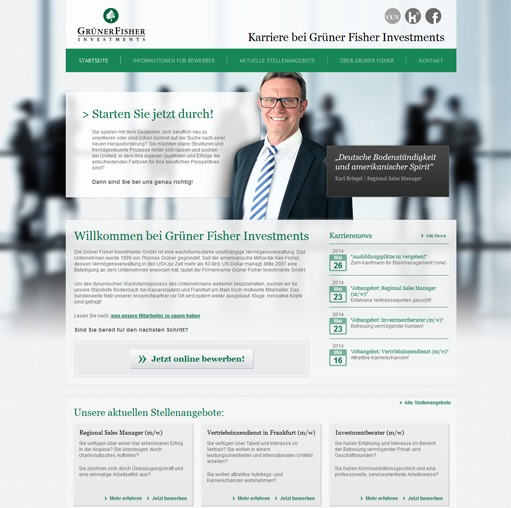 GRÜNERFISHER
INVESTMENTS
VUV
Karriere bei Grüner Fisher Investments
STARTSEITE
INFORMATIONEN FÜR BEWERBER
AKTUELLE STELLENANGEBOTE
ÜBER GRÜNER FISHER
KONTAKT
> Starten Sie jetzt durch!
Sie spielen mit dem Gedanken, sich beruflich neu zu
orientieren oder sind schon konkret auf der Suche nach einer
neuen Herausforderung? Sie möchten starre Strukturen und
fremdgesteuerte Prozesse hinter sich lassen und suchen
ein Umfeld, in dem Ihre eigenen Qualitäten und Erfolge die
entscheidenden Faktoren für Ihre beruflichen Perspektiven
sind?
Dann sind Sie bei uns genau richtig!
„Deutsche Bodenständigkeit
und amerikanischer Spirit"
Karl Briegel | Regional Sales Manager
Willkommen bei Grüner Fisher Investments
Die Grüner Fisher Investments GmbH ist eine wachstumsstarke unabhängige Vermögensverwaltung. Das
Unternehmen wurde 1999 von Thomas Grüner gegründet. Seit der amerikanische Milliardär Ken Fisher,
dessen Vermögensverwaltung in den USA zur Zeit mehr als 50 Mrd. US-Dollar managt, Mitte 2007 eine
Beteiligung an dem Unternehmen erworben hat, lautet der Firmenname Grüner Fisher Investments GmbH.
Um den dynamischen Wachstumsprozess des Unternehmens weiterhin beizubehalten, suchen wir für
unsere Standorte Rodenbach bei Kaiserslautern und Frankfurt am Main hoch motivierte Mitarbeiter. Das
bundesweite Netz unserer Ansprechpartner vor Ort wird zudem weiter ausgebaut. Kluge, innovative Köpfe
sind gefragt!
Lesen Sie nach, was unsere Mitarbeiter zu sagen haben.
Sind Sie bereit für den nächsten Schritt?
Jetzt online bewerben!
Karrierenews
Alle News
2014
Mai
26
"Ausbildungsplätze zu vergeben!"
Zum Kaufmann für Büromanagement (m/w)
2014
Mai
23
"Jobangebot: Regional Sales Manager
(m/w)"
Erfahrene Vertriebsexperten gesucht!
2014
Mai
23
"Jobangebot: Investmentberater (m/w)"
Betreuung vermögender Kunden!
2014
Mai
16
"Jobangebot: Vertriebsinnendienst (m/w)"
Attraktive Karrierechancen!
Alle Stellenangebote
Unsere aktuellen Stellenangebote:
Regional Sales Manager (m/w)
Sie verfügen über einen klar erkennbaren Erfolg
in der Akquise? Sie überzeugen durch
charismatisches Auftreten?
Sie zeichnen sich durch Überzeugungskraft und
eine einmalige Arbeitsethik aus?
Mehr erfahren
Jetzt bewerben
Vertriebsinnendienst in Frankfurt (m/w)
Sie verfügen über Talent und Interesse im
Vertrieb? Sie wollen in einem
leistungsorientierten und internationalen Umfeld
arbeiten?
Sie wollen attraktive Aufstiegs- und
Karrierechancen wahrnehmen?
Mehr erfahren
Jetzt bewerben
Investmentberater (m/w)
Sie haben Erfahrung und Interesse im Bereich
der Betreuung vermögender Privat- und
Geschäftskunden?
Sie haben Kommunikationsgeschick und eine
professionelle, serviceorientierte Arbeitsweise?
Mehr erfahren
Jetzt bewerben